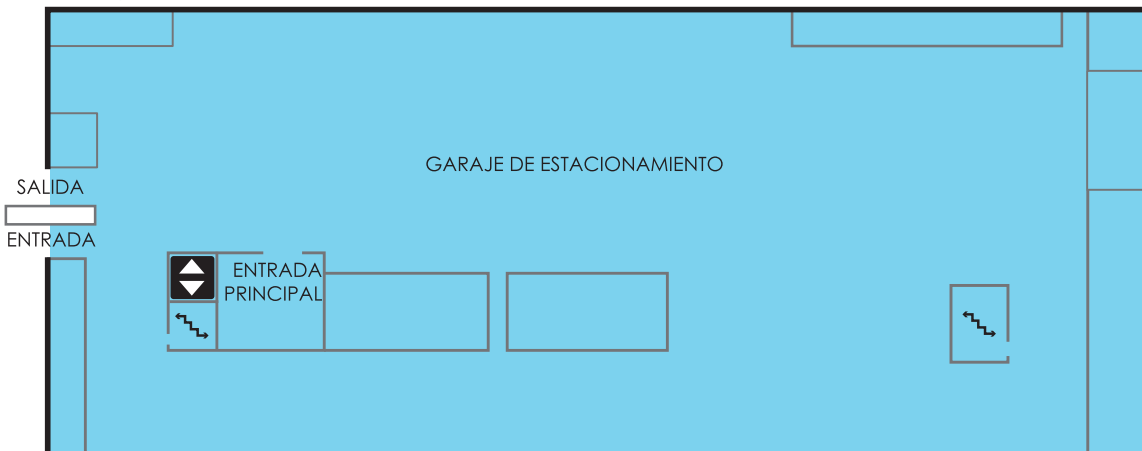 GARAJE DE ESTACIONAMIENTO
SALIDA
ENTRADA
ENTRADA
PRINCIPAL